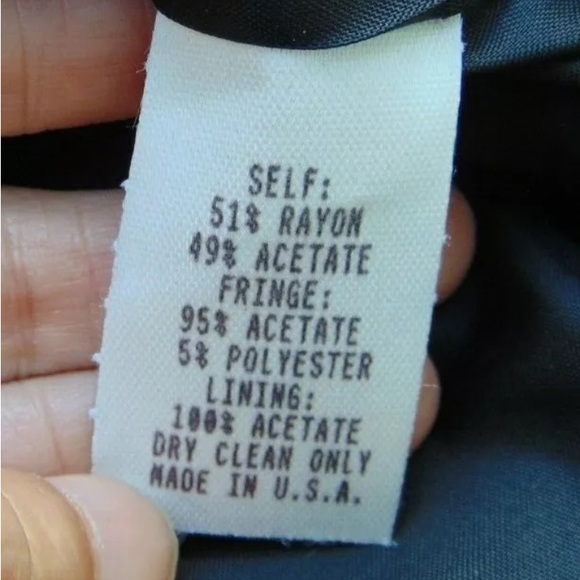 SELF:
51% RAYON
49% ACETATE
FRINGE:
95% ACETATE
5% POLYESTER
LINING:
100% ACETATE
DRY CLEAN ONLY
MADE IN U.S.A.